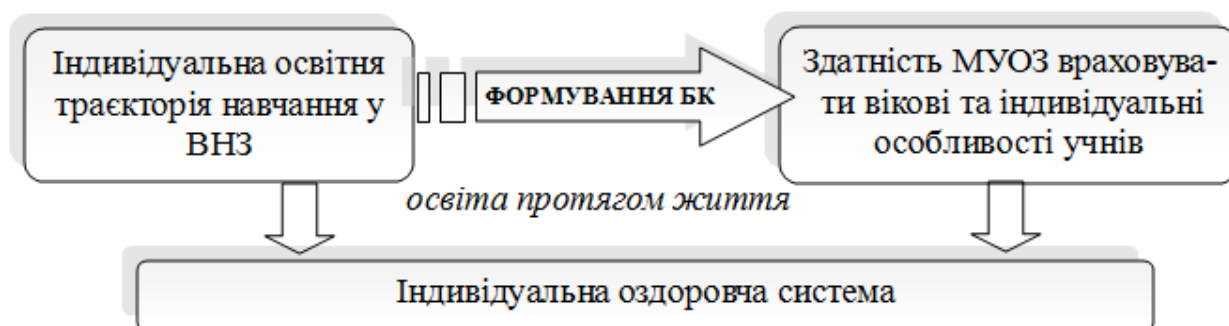 Індивідуальна освітня
траєкторія навчання у
ВНЗ
ФОРМУВАННЯ БК
Здатність МУОЗ враховува-
ти вікові та індивідуальні
особливості учнів
освіта протягом життя
Індивідуальна оздоровча система